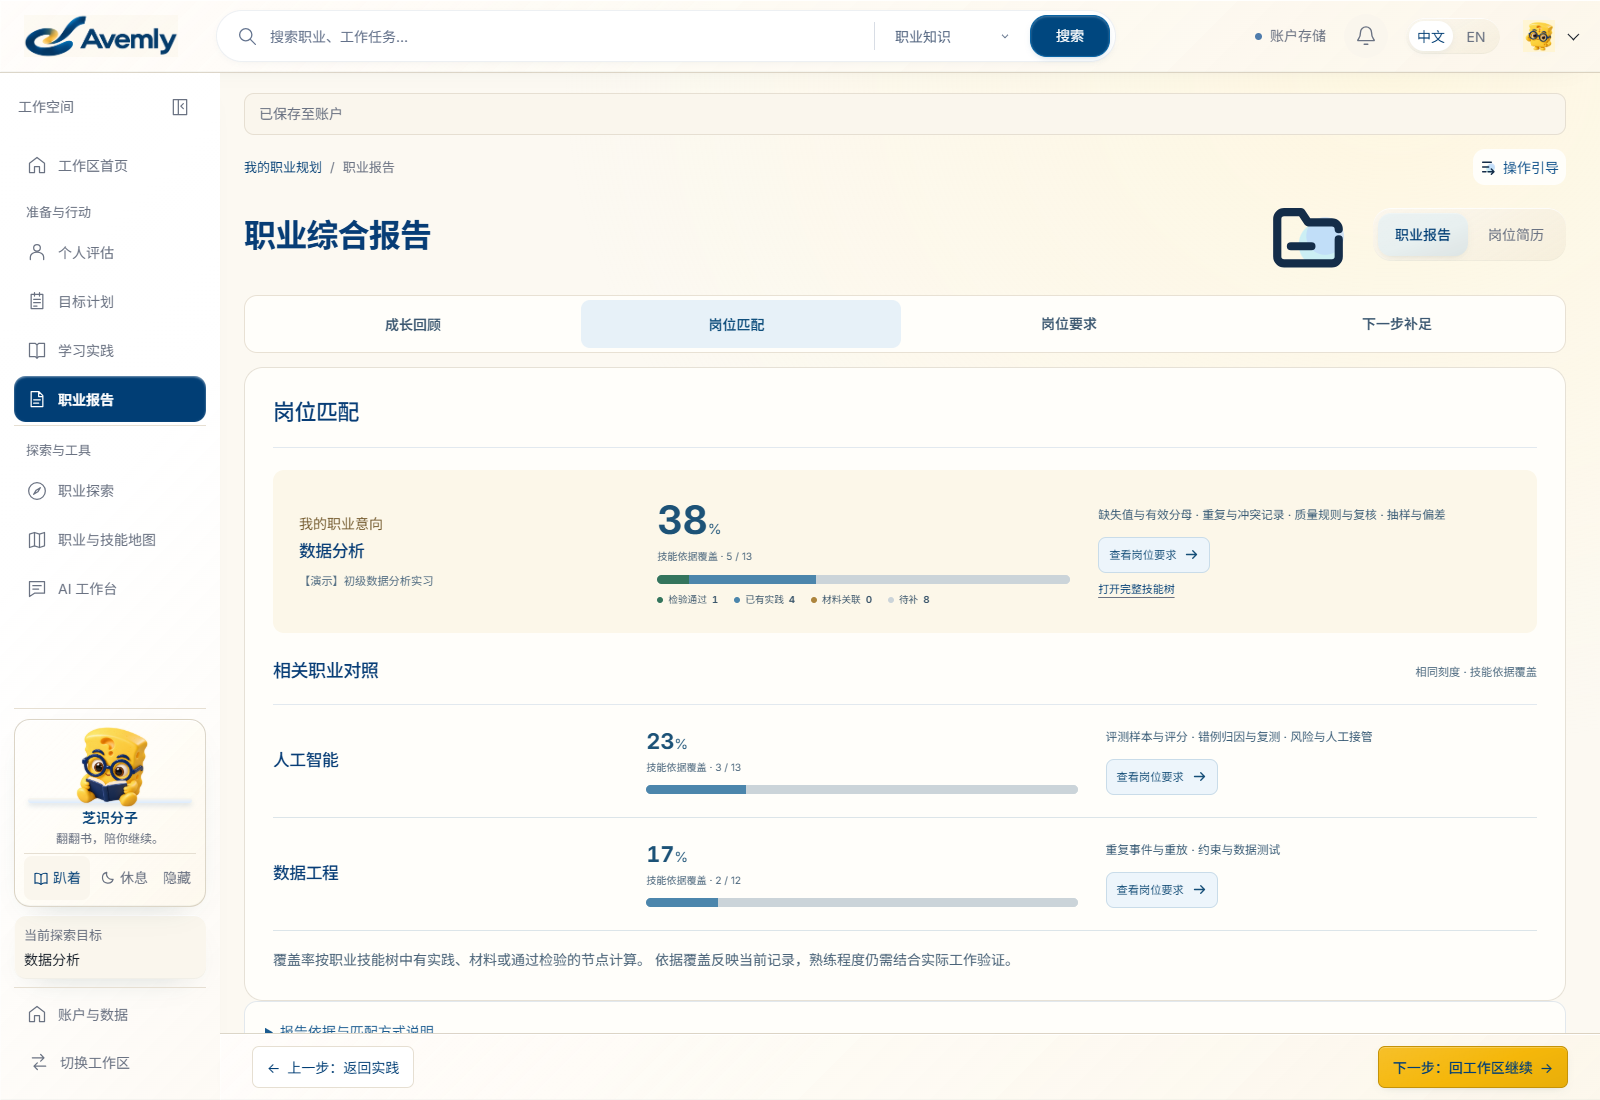 Avemly
搜索职业、工作任务...
职业知识
搜索
账户存储
中文
EN
工作空间
工作区首页
准备与行动
个人评估
目标计划
学习实践
职业报告
探索与工具
职业探索
职业与技能地图
AI 工作台
芝识分子
翻翻书，陪你继续。
趴着
休息
隐藏
当前探索目标
数据分析
账户与数据
切换工作区
已保存至账户
我的职业规划 / 职业报告
操作引导
职业综合报告
职业报告
岗位简历
成长回顾
岗位匹配
岗位要求
下一步补足
岗位匹配
我的职业意向
数据分析
【演示】初级数据分析实习
38%
技能依据覆盖 · 5 / 13
检验通过 1
已有实践 4
材料关联 0
待补 8
缺失值与有效分母 · 重复与冲突记录 · 质量规则与复核 · 抽样与偏差
查看岗位要求 →
打开完整技能树
相关职业对照
相同刻度 · 技能依据覆盖
人工智能
23%
技能依据覆盖 · 3 / 13
评测样本与评分 · 错例归因与复测 · 风险与人工接管
查看岗位要求 →
数据工程
17%
技能依据覆盖 · 2 / 12
重复事件与重放 · 约束与数据测试
查看岗位要求 →
覆盖率按职业技能树中有实践、材料或通过检验的节点计算。 依据覆盖反映当前记录，熟练程度仍需结合实际工作验证。
▶ 报告依据与匹配方式说明
← 上一步：返回实践
下一步：回工作区继续 →